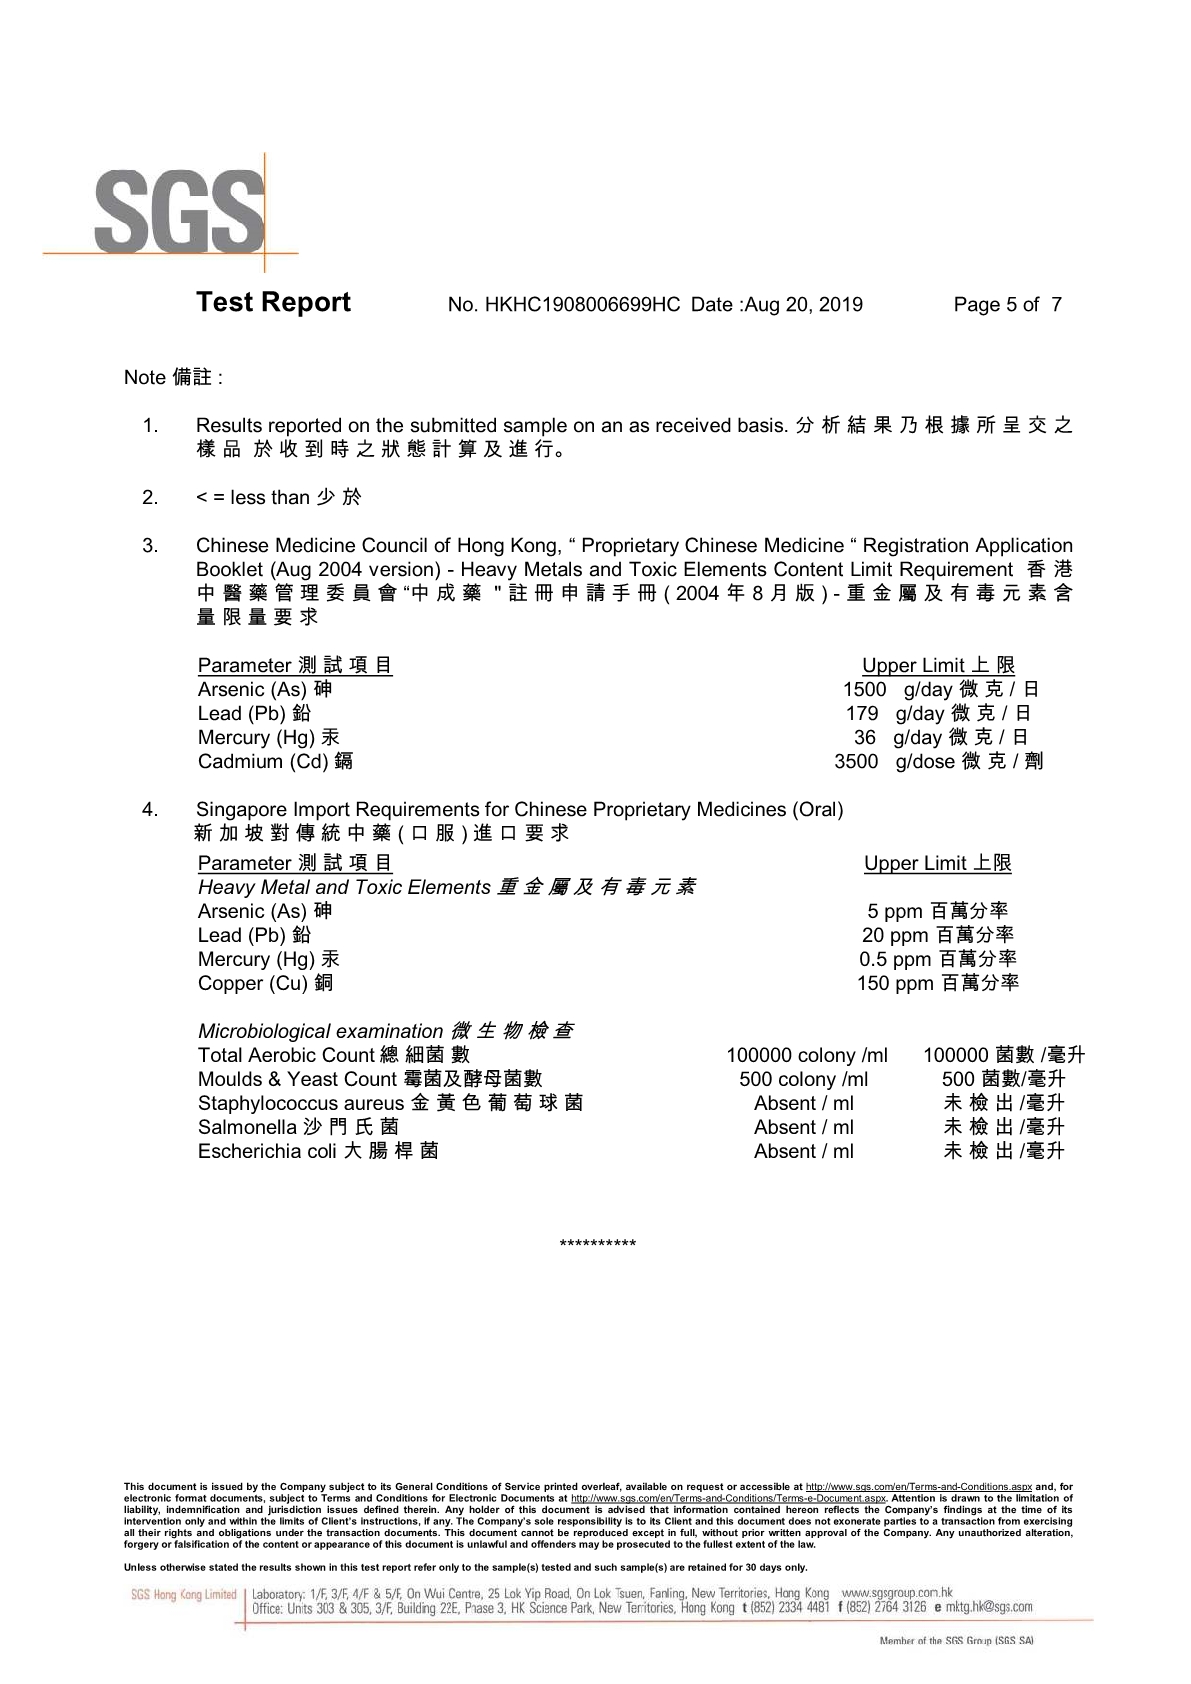 SGS
Test Report No. HKHC1908006699HC Date :Aug 20, 2019 Page 5 of 7
Note 備註 :
1. Results reported on the submitted sample on an as received basis. 分 析 結 果 乃 根 據 所 呈 交 之
樣 品 於 收 到 時 之 狀 態 計 算 及 進 行。
2. < = less than 少 於
3. Chinese Medicine Council of Hong Kong, “ Proprietary Chinese Medicine “ Registration Application
Booklet (Aug 2004 version) - Heavy Metals and Toxic Elements Content Limit Requirement 香 港
中 醫 藥 管 理 委 員 會 “中 成 藥 " 註 冊 申 請 手 冊 ( 2004 年 8 月 版 ) - 重 金 屬 及 有 毒 元 素 含
量 限 量 要 求
Parameter 測 試 項 目 Upper Limit 上 限
Arsenic (As) 砷 1500 g/day 微 克 / 日
Lead (Pb) 鉛 179 g/day 微 克 / 日
Mercury (Hg) 汞 36 g/day 微 克 / 日
Cadmium (Cd) 鎘 3500 g/dose 微 克 / 劑
4. Singapore Import Requirements for Chinese Proprietary Medicines (Oral)
新 加 坡 對 傳 統 中 藥 ( 口 服 ) 進 口 要 求
Parameter 測 試 項 目 Upper Limit 上限
Heavy Metal and Toxic Elements 重 金 屬 及 有 毒 元 素
Arsenic (As) 砷 5 ppm 百萬分率
Lead (Pb) 鉛 20 ppm 百萬分率
Mercury (Hg) 汞 0.5 ppm 百萬分率
Copper (Cu) 銅 150 ppm 百萬分率
Microbiological examination 微 生 物 檢 查
Total Aerobic Count 總 細菌 數 100000 colony /ml 100000 菌數 /毫升
Moulds & Yeast Count 霉菌及酵母菌數 500 colony /ml 500 菌數/毫升
Staphylococcus aureus 金 黃 色 葡 萄 球 菌 Absent / ml 未 檢 出 /毫升
Salmonella 沙 門 氏 菌 Absent / ml 未 檢 出 /毫升
Escherichia coli 大 腸 桿 菌 Absent / ml 未 檢 出 /毫升
**********
This document is issued by the Company subject to its General Conditions of Service printed overleaf, available on request or accessible at http://www.sgs.com/en/Terms-and-Conditions.aspx and, for
electronic format documents, subject to Terms and Conditions for Electronic Documents at http://www.sgs.com/en/Terms-and-Conditions/Terms-e-Document.aspx. Attention is drawn to the limitation of
liability, indemnification and jurisdiction issues defined therein. Any holder of this document is advised that information contained hereon reflects the Company's findings at the time of its
intervention only and within the limits of Client's instructions, if any. The Company's sole responsibility is to its Client and this document does not exonerate parties to a transaction from exercising
all their rights and obligations under the transaction documents. This document cannot be reproduced except in full, without prior written approval of the Company. Any unauthorized alteration,
forgery or falsification of the content or appearance of this document is unlawful and offenders may be prosecuted to the fullest extent of the law.
Unless otherwise stated the results shown in this test report refer only to the sample(s) tested and such sample(s) are retained for 30 days only.
SGS Hong Kong Limited Laboratory: 1/F, 3/F, 4/F & 5/F, On Wui Centre, 25 Lok Yip Road, On Lok Tsuen, Fanling, New Territories, Hong Kong www.sgsgroup.com.hk
Office: Units 303 & 305, 3/F, Building 22E, Phase 3, HK Science Park, New Territories, Hong Kong t (852) 2334 4481 f (852) 2764 3126 e mktg.hk@sgs.com
Member of the SGS Group (SGS SA)